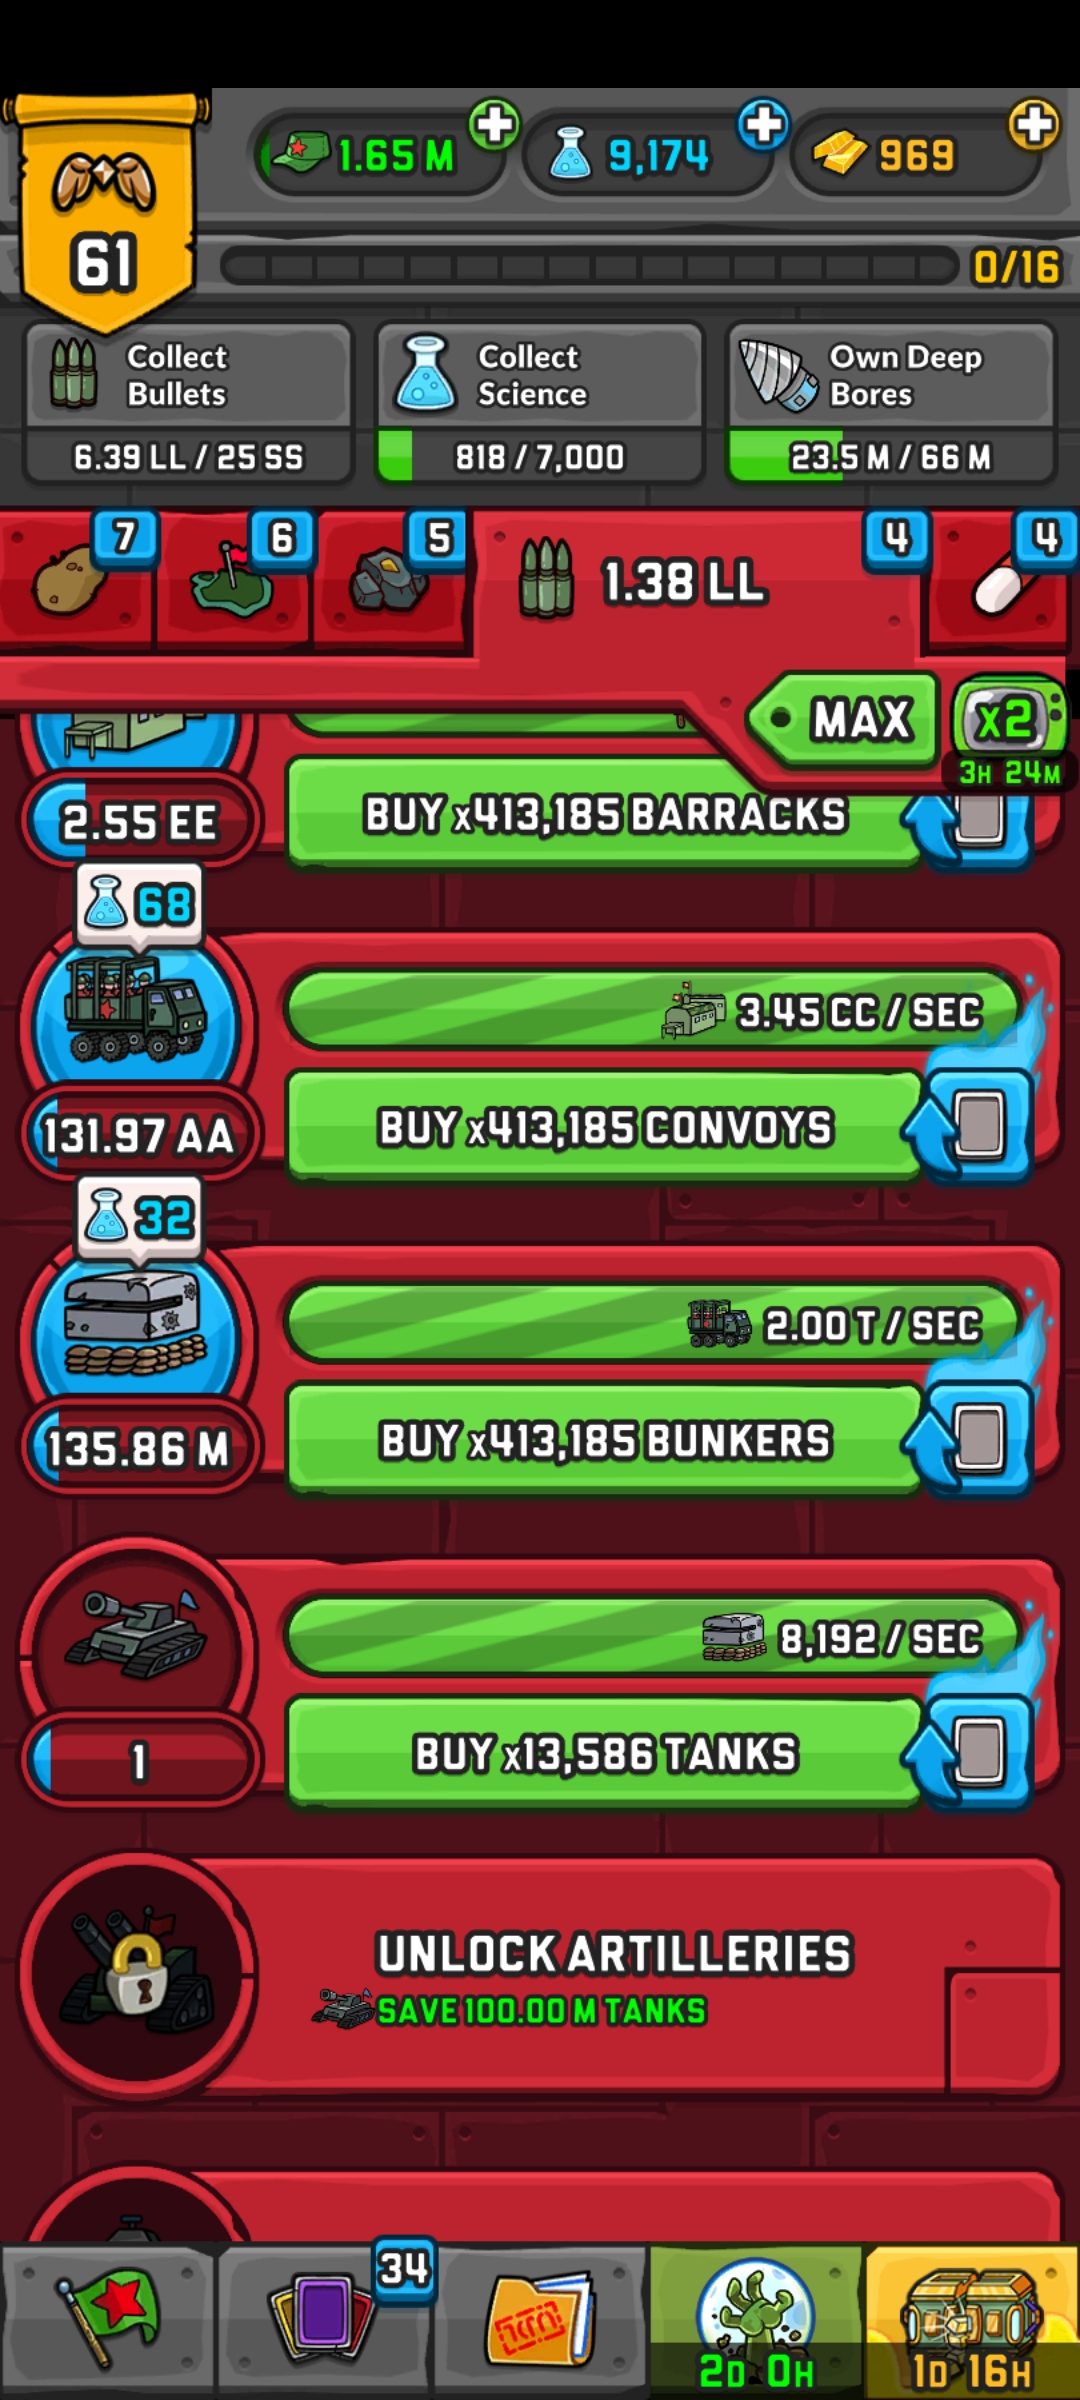 1.65 M
9,174
969
61
0/16
Collect
Bullets
Collect
Science
Own Deep
Bores
6.39 LL / 25 SS
818 / 7,000
23.5 M / 66 M
7
6
5
1.38 LL
4
4
MAX
x2
3H 24M
2.55 EE
BUY x413,185 BARRACKS
68
3.45 CC / SEC
131.97 AA
BUY x413,185 CONVOYS
32
2.00 T / SEC
135.86 M
BUY x413,185 BUNKERS
8,192 / SEC
1
BUY x13,586 TANKS
UNLOCK ARTILLERIES
SAVE 100.00 M TANKS
34
2D 0H
1D 16H